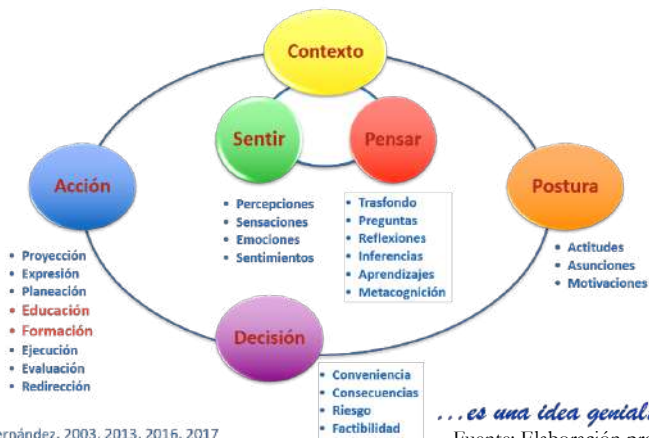 Contexto
Sentir
Pensar
Acción
Postura
• Percepciones
• Sensaciones
• Emociones
• Sentimientos
• Trasfondo
• Preguntas
• Reflexiones
• Inferencias
• Aprendizajes
• Metacognición
• Actitudes
• Asunciones
• Motivaciones
• Proyección
• Expresión
• Planeación
• Educación
• Formación
• Ejecución
• Evaluación
• Redirección
Decisión
• Conveniencia
• Consecuencias
• Riesgo
• Factibilidad
...es una idea genial
2003, 2013, 2016, 2017
Fuente: Elaboración